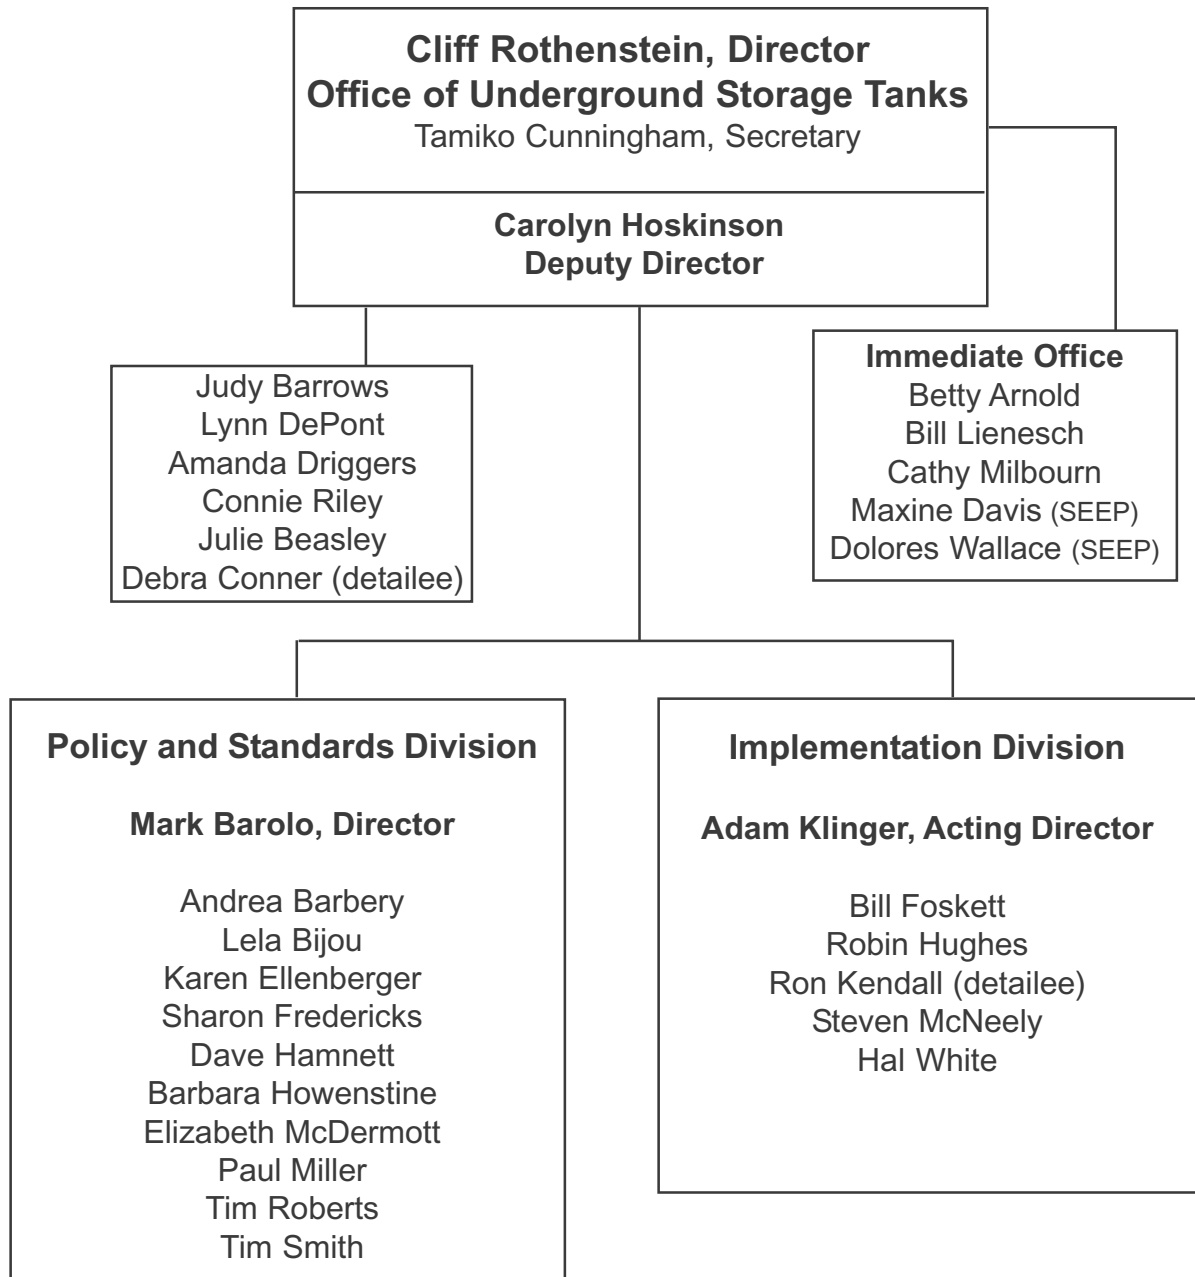 Cliff Rothenstein, Director
Office of Underground Storage Tanks
Tamiko Cunningham, Secretary
Carolyn Hoskinson
Deputy Director
Judy Barrows
Lynn DePont
Amanda Driggers
Connie Riley
Julie Beasley
Debra Conner (detailee)
Immediate Office
Betty Arnold
Bill Lienesch
Cathy Milbourn
Maxine Davis (SEEP)
Dolores Wallace (SEEP)
Policy and Standards Division
Mark Barolo, Director
Andrea Barbery
Lela Bijou
Karen Ellenberger
Sharon Fredericks
Dave Hamnett
Barbara Howenstine
Elizabeth McDermott
Paul Miller
Tim Roberts
Tim Smith
Implementation Division
Adam Klinger, Acting Director
Bill Foskett
Robin Hughes
Ron Kendall (detailee)
Steven McNeely
Hal White